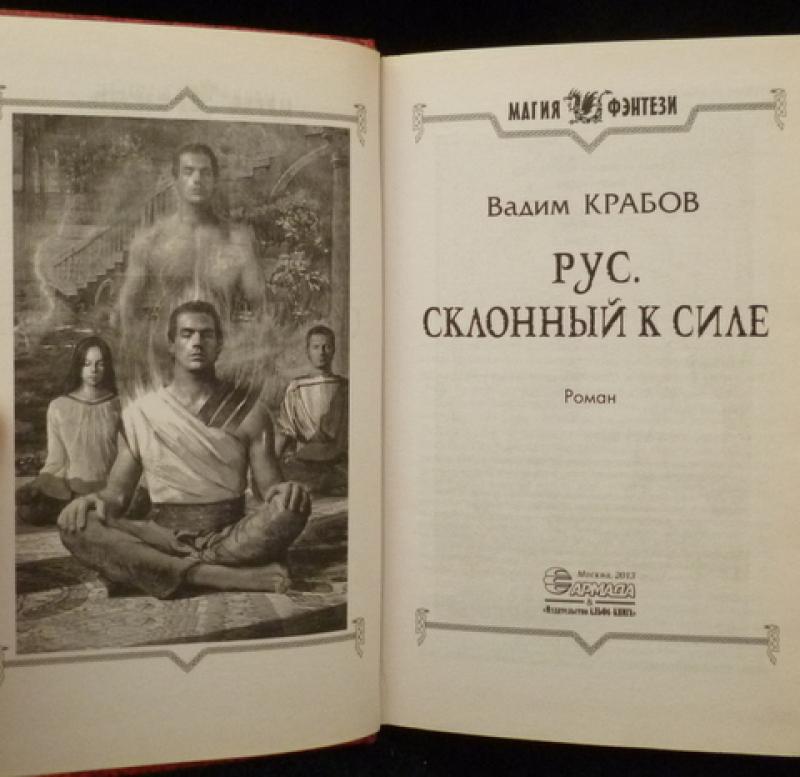 МАГИЯ ФЭНТЕЗИ
Вадим КРАБОВ
РУС.
СКЛОННЫЙ К СИЛЕ
Роман
Москва, 2013
АРМАДА
&
«Издательство АЛЬФА-КНИГА»